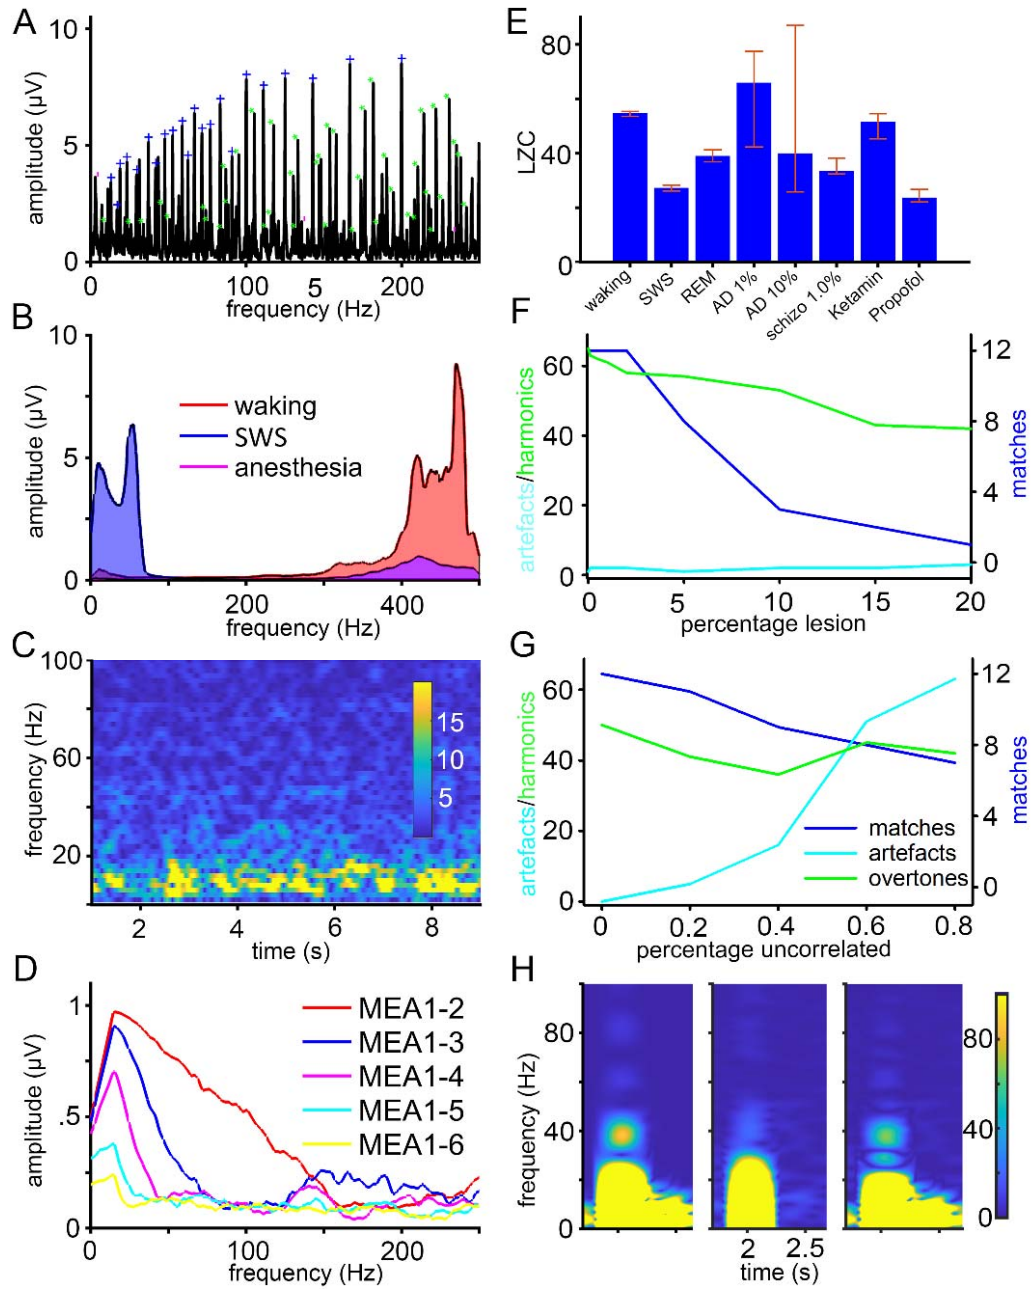 A
10
5
0
amplitude (µV)
0 100 5 200
frequency (Hz)
B
10
5
0
amplitude (µV)
waking
SWS
anesthesia
0 200 400
frequency (Hz)
C
100
60
20
frequency (Hz)
15
10
5
2 4 6 8
time (s)
D
1
.5
0
amplitude (µV)
MEA1-2
MEA1-3
MEA1-4
MEA1-5
MEA1-6
0 100 200
frequency (Hz)
E
80
40
0
LZC
waking
SWS
REM
AD 1%
AD 10%
schizo 1.0%
Ketamin
Propofol
F
60
40
20
0
artefacts/harmonics
12
8
4
0
matches
0 5 10 15 20
percentage lesion
G
60
40
20
0
artefacts/harmonics
12
8
4
0
matches
matches
artefacts
overtones
0 0.2 0.4 0.6 0.8
percentage uncorrelated
H
80
40
0
frequency (Hz)
80
40
0
2 2.5
time (s)